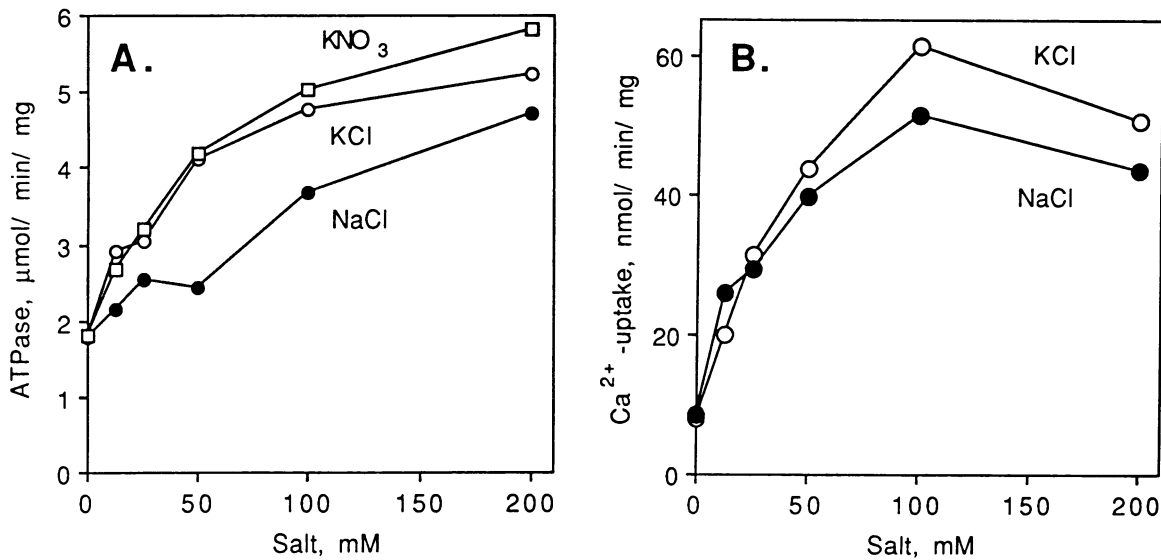 A.
KNO3
KCl
NaCl
ATPase, μmol/ min/ mg
6
5
4
3
2
1
0
0 50 100 150 200
Salt, mM
B.
KCl
NaCl
Ca2+ -uptake, nmol/ min/ mg
60
40
20
0
0 50 100 150 200
Salt, mM